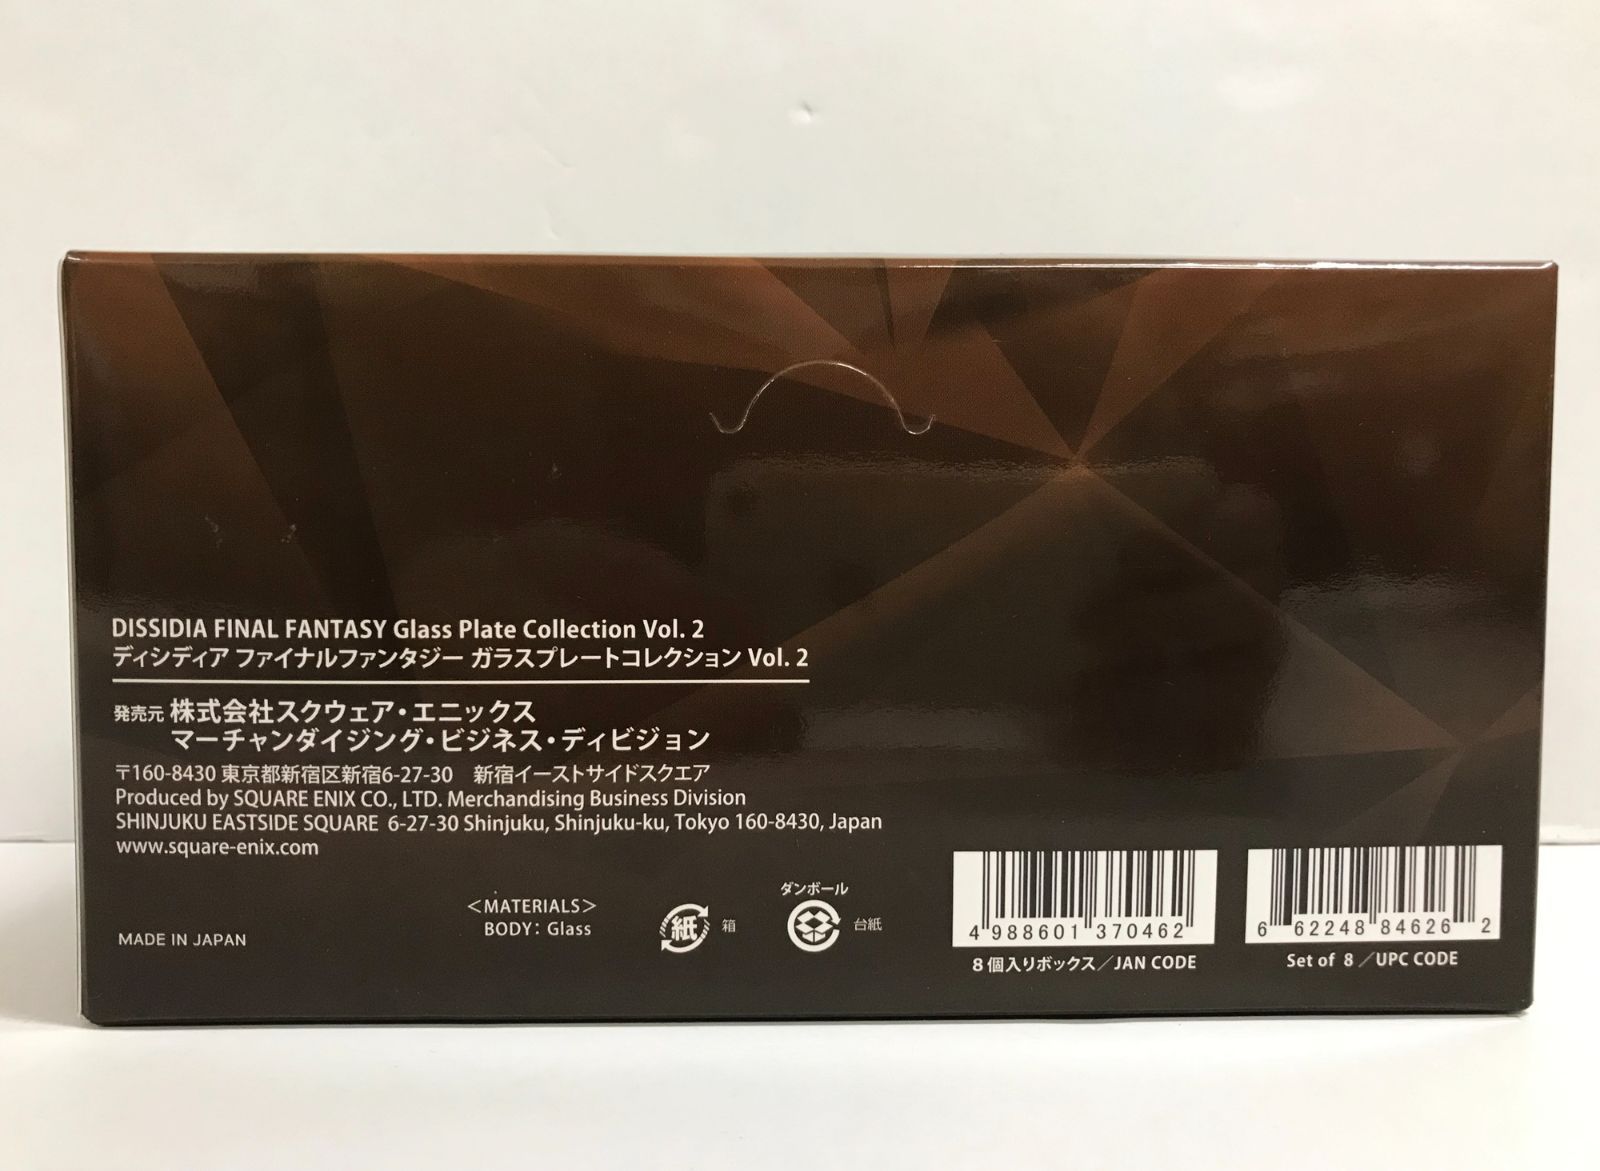 DISSIDIA FINAL FANTASY Glass Plate Collection Vol. 2
ディシディア ファイナルファンタジー ガラスプレートコレクション Vol. 2
発売元 株式会社スクウェア・エニックス
マーチャンダイジング・ビジネス・ディビジョン
〒160-8430 東京都新宿区新宿6-27-30　新宿イーストサイドスクエア
Produced by SQUARE ENIX CO., LTD. Merchandising Business Division
SHINJUKU EASTSIDE SQUARE 6-27-30 Shinjuku, Shinjuku-ku, Tokyo 160-8430, Japan
www.square-enix.com
MADE IN JAPAN
<MATERIALS>
BODY: Glass
紙 箱
ダンボール
台紙
4 988601 370462
8個入りボックス/JAN CODE
6 62248 84626 2
Set of 8/UPC CODE